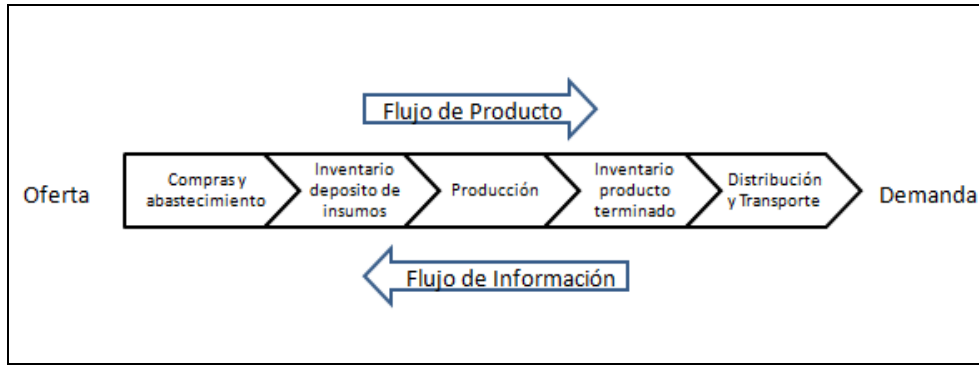 Flujo de Producto
Oferta
Compras y
abastecimiento
Inventario
deposito de
insumos
Producción
Inventario
producto
terminado
Distribución
y Transporte
Demanda
Flujo de Información